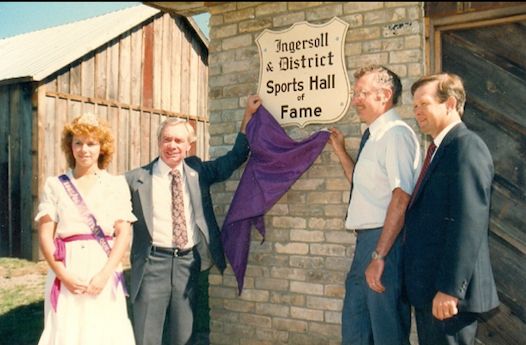 Ingersoll
& District
Sports Hall
of
Fame